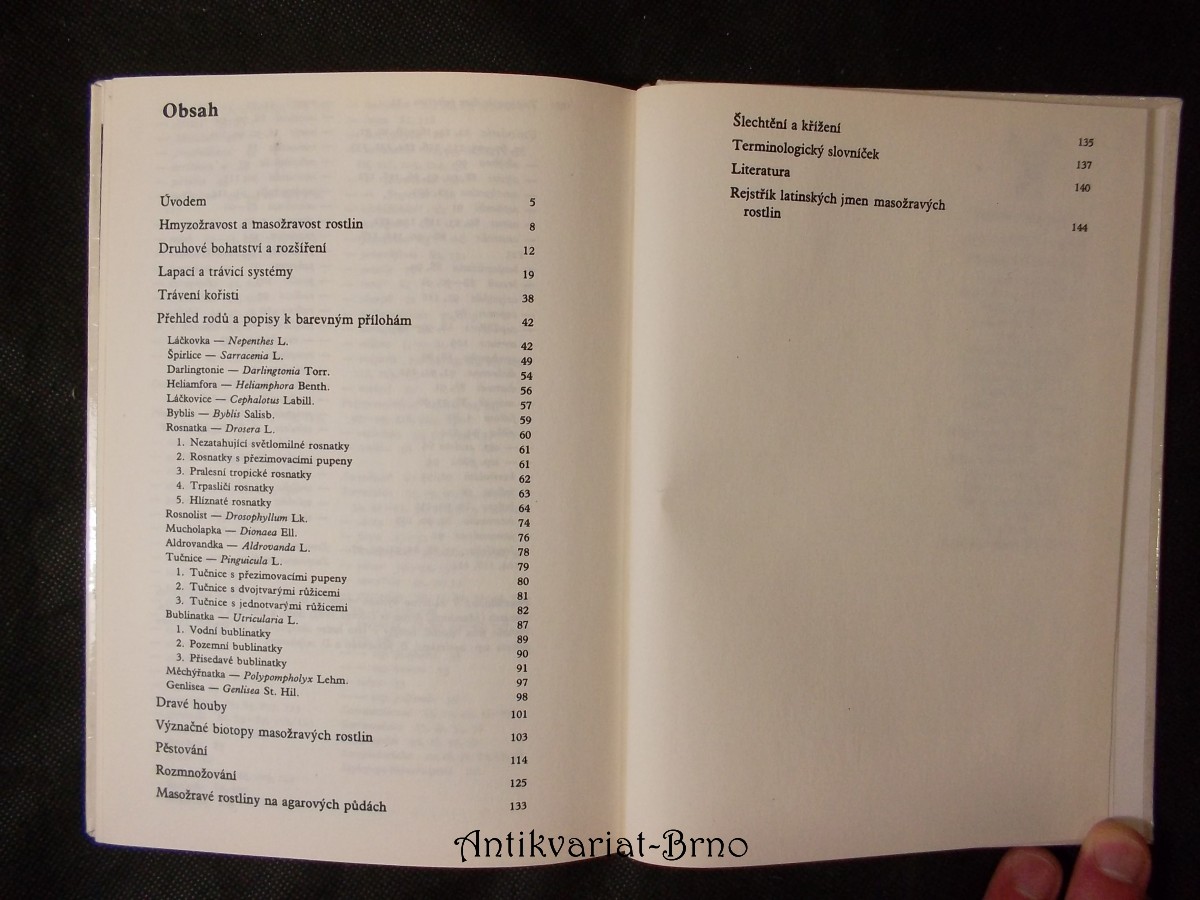 Obsah
Úvodem 5
Hmyzožravost a masožravost rostlin 8
Druhové bohatství a rozšíření 12
Lapací a trávicí systémy 19
Trávení kořisti 38
Přehled rodů a popisy k barevným přílohám 42
Láčkovka — Nepenthes L. 42
Špirlice — Sarracenia L. 49
Darlingtonie — Darlingtonia Torr. 54
Heliamfora — Heliamphora Benth. 56
Láčkovice — Cephalotus Labill. 57
Byblis — Byblis Salisb. 59
Rosnatka — Drosera L. 60
1. Nezatahující světlomilné rosnatky 61
2. Rosnatky s přezimovacími pupeny 61
3. Pralesní tropické rosnatky 62
4. Trpasličí rosnatky 63
5. Hlíznaté rosnatky 64
Rosnolist — Drosophyllum Lk. 74
Mucholapka — Dionaea Ell. 76
Aldrovandka — Aldrovanda L. 78
Tučnice — Pinguicula L. 79
1. Tučnice s přezimovacími pupeny 80
2. Tučnice s dvojtvarými růžicemi 81
3. Tučnice s jednotvarými růžicemi 82
Bublinatka — Utricularia L. 87
1. Vodní bublinatky 89
2. Pozemní bublinatky 90
3. Přisedavé bublinatky 91
Měchýřnatka — Polypompholyx Lehm. 97
Genlisea — Genlisea St. Hil. 98
Dravé houby 101
Význačné biotopy masožravých rostlin 103
Pěstování 114
Rozmnožování 125
Masožravé rostliny na agarových půdách 133
Šlechtění a křížení 135
Terminologický slovníček 137
Literatura 140
Rejstřík latinských jmen masožravých
rostlin 144
Antikvariat-Brno